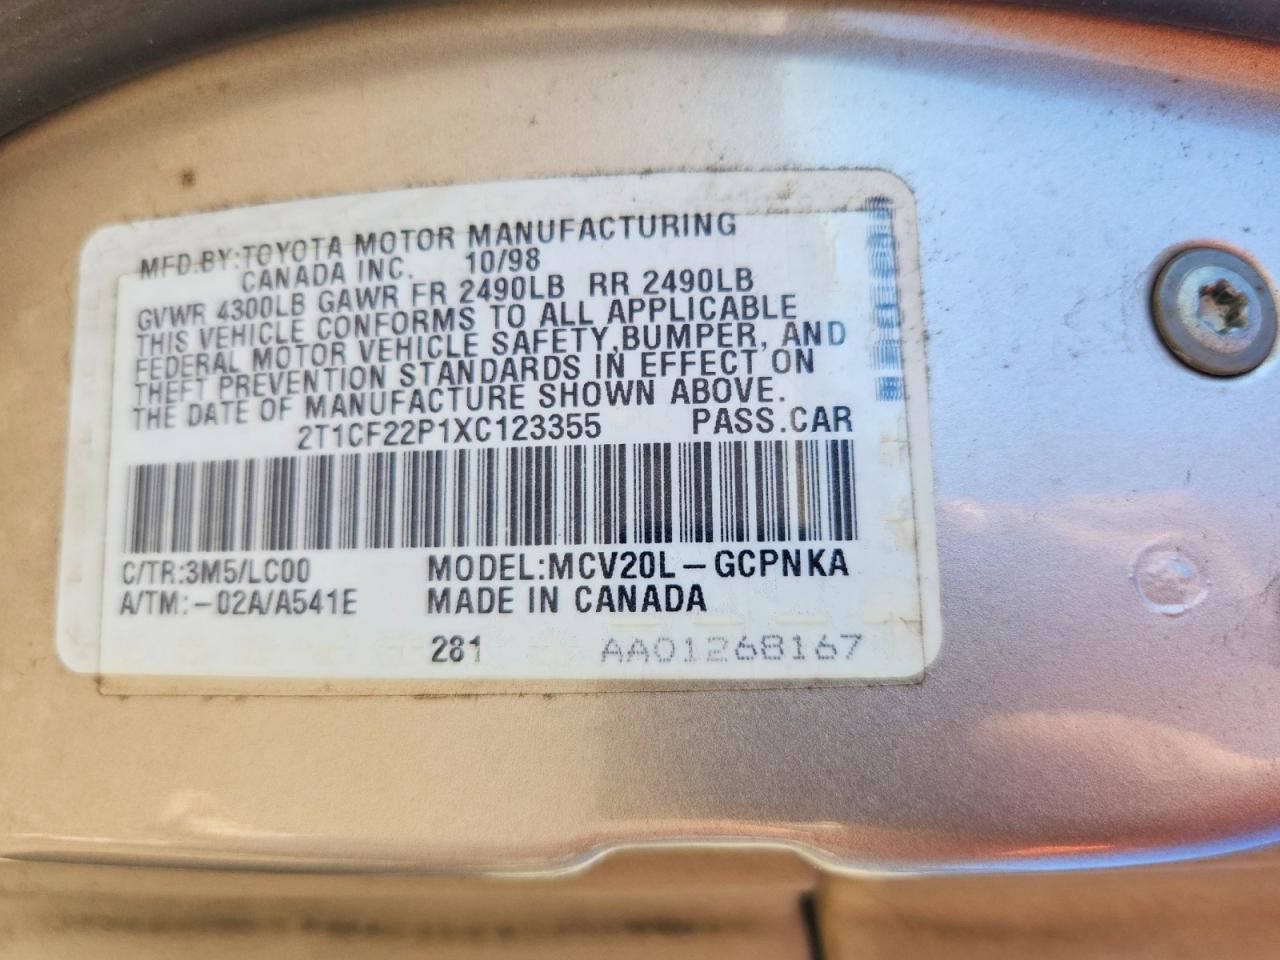 MFD.BY:TOYOTA MOTOR MANUFACTURING
CANADA INC. 10/98
GVWR 4300LB GAWR FR 2490LB RR 2490LB
THIS VEHICLE CONFORMS TO ALL APPLICABLE
FEDERAL MOTOR VEHICLE SAFETY,BUMPER, AND
THEFT PREVENTION STANDARDS IN EFFECT ON
THE DATE OF MANUFACTURE SHOWN ABOVE.
2T1CF22P1XC123355 PASS.CAR
C/TR:3M5/LC00 MODEL:MCV20L-GCPNKA
A/TM:-02A/A541E MADE IN CANADA
281 AA01268167